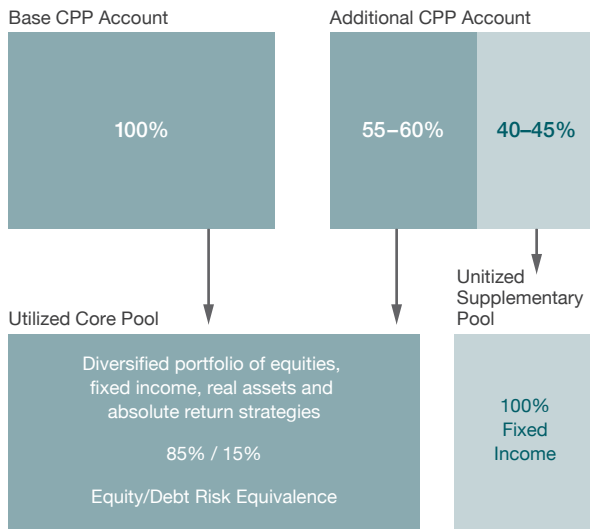 Base CPP Account
Additional CPP Account
100%
55–60%
40–45%
Unitized
Supplementary
Pool
Utilized Core Pool
Diversified portfolio of equities,
fixed income, real assets and
absolute return strategies
85% / 15%
Equity/Debt Risk Equivalence
100%
Fixed
Income